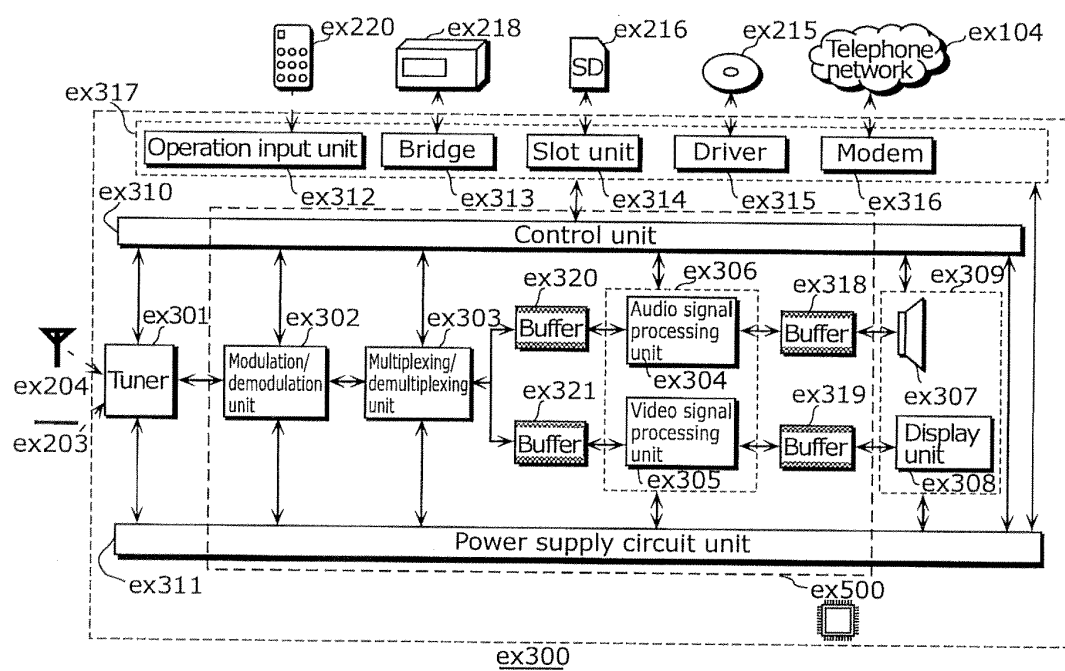 ex220
ex218
ex216
ex215
ex104
SD
Telephone
network
ex317
Operation input unit
Bridge
Slot unit
Driver
Modem
ex312
ex313
ex314
ex315
ex316
ex310
Control unit
ex320
ex306
ex318
ex309
ex301
ex302
ex303
Buffer
Audio signal
processing
unit
Buffer
ex304
ex204
Tuner
Modulation/
demodulation
unit
Multiplexing/
demultiplexing
unit
ex307
ex321
ex319
ex203
Buffer
Video signal
processing
unit
Buffer
Display
unit
ex305
ex308
Power supply circuit unit
ex311
ex500
ex300